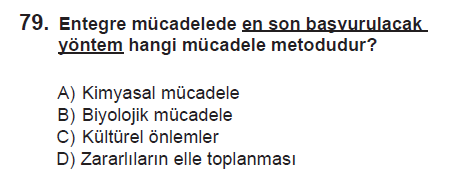 79. Entegre mücadelede en son başvurulacak
yöntem hangi mücadele metodudur?
A) Kimyasal mücadele
B) Biyolojik mücadele
C) Kültürel önlemler
D) Zararlıların elle toplanması